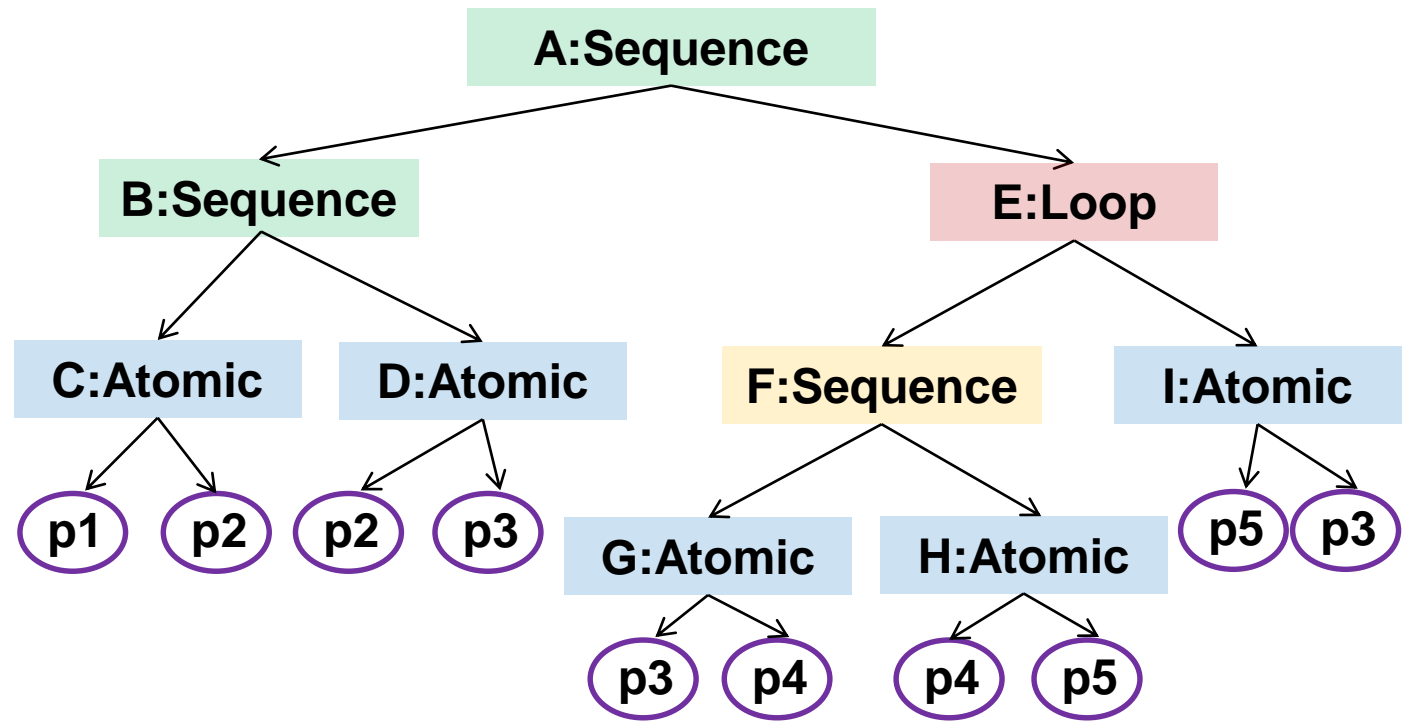 A:Sequence
B:Sequence
E:Loop
C:Atomic
D:Atomic
F:Sequence
I:Atomic
p1
p2
p2
p3
p5
p3
G:Atomic
H:Atomic
p3
p4
p4
p5